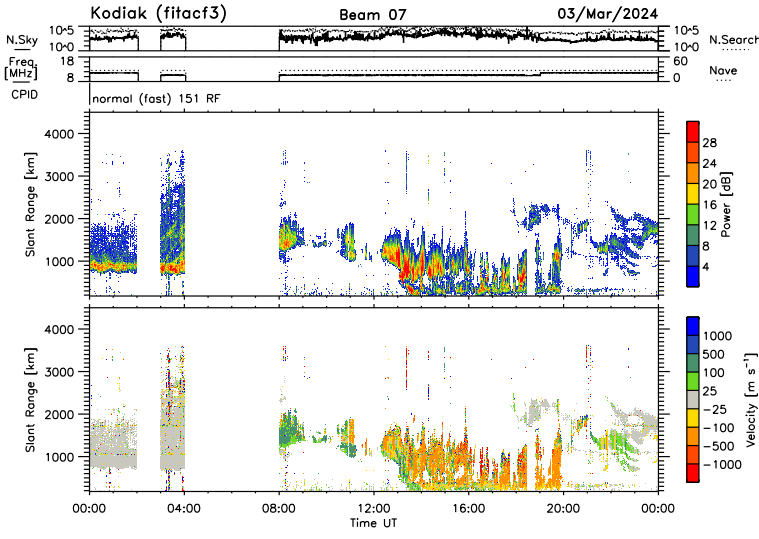 Kodiak (fitacf3) Beam 07 03/Mar/2024
N.Sky 10^5 10^0 10^5 10^0 N.Search
Freq. [MHz] 18 8 60 0 Nave
CPID normal (fast) 151 RF
Slant Range [km] 4000 3000 2000 1000
28 24 20 16 12 8 4 Power [dB]
Slant Range [km] 4000 3000 2000 1000
1000 500 100 25 −25 −100 −500 −1000 Velocity [m s⁻¹]
00:00 04:00 08:00 12:00 16:00 20:00 00:00
Time UT